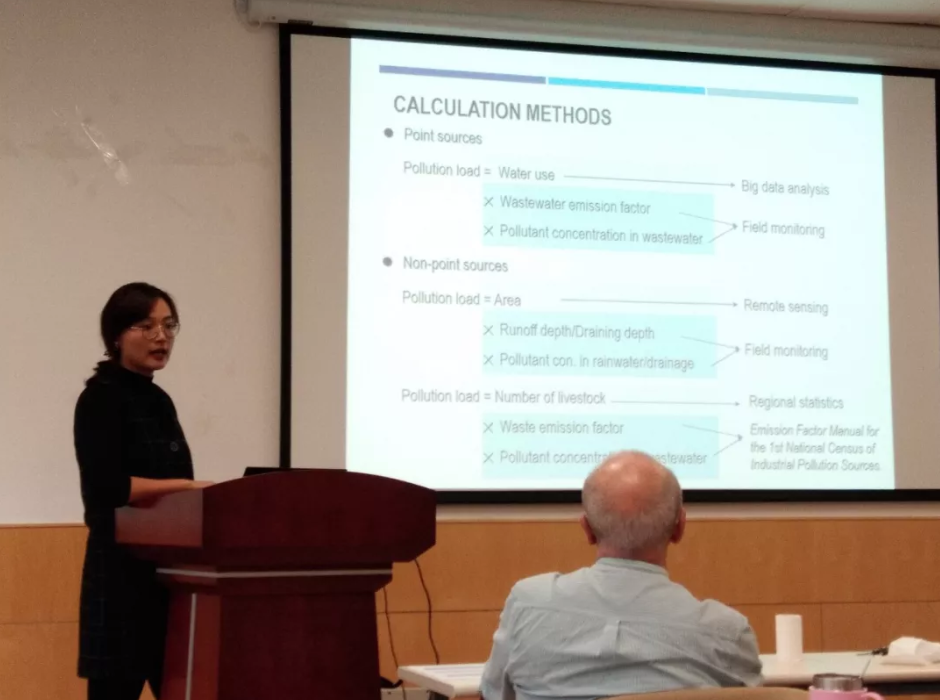 CALCULATION METHODS
● Point sources
Pollution load = Water use
Big data analysis
× Wastewater emission factor
Field monitoring
× Pollutant concentration in wastewater
● Non-point sources
Pollution load = Area
Remote sensing
× Runoff depth/Draining depth
Field monitoring
× Pollutant con. in rainwater/drainage
Pollution load = Number of livestock
Regional statistics
× Waste emission factor
Emission Factor Manual for
the 1st National Census of
Industrial Pollution Sources.
× Pollutant